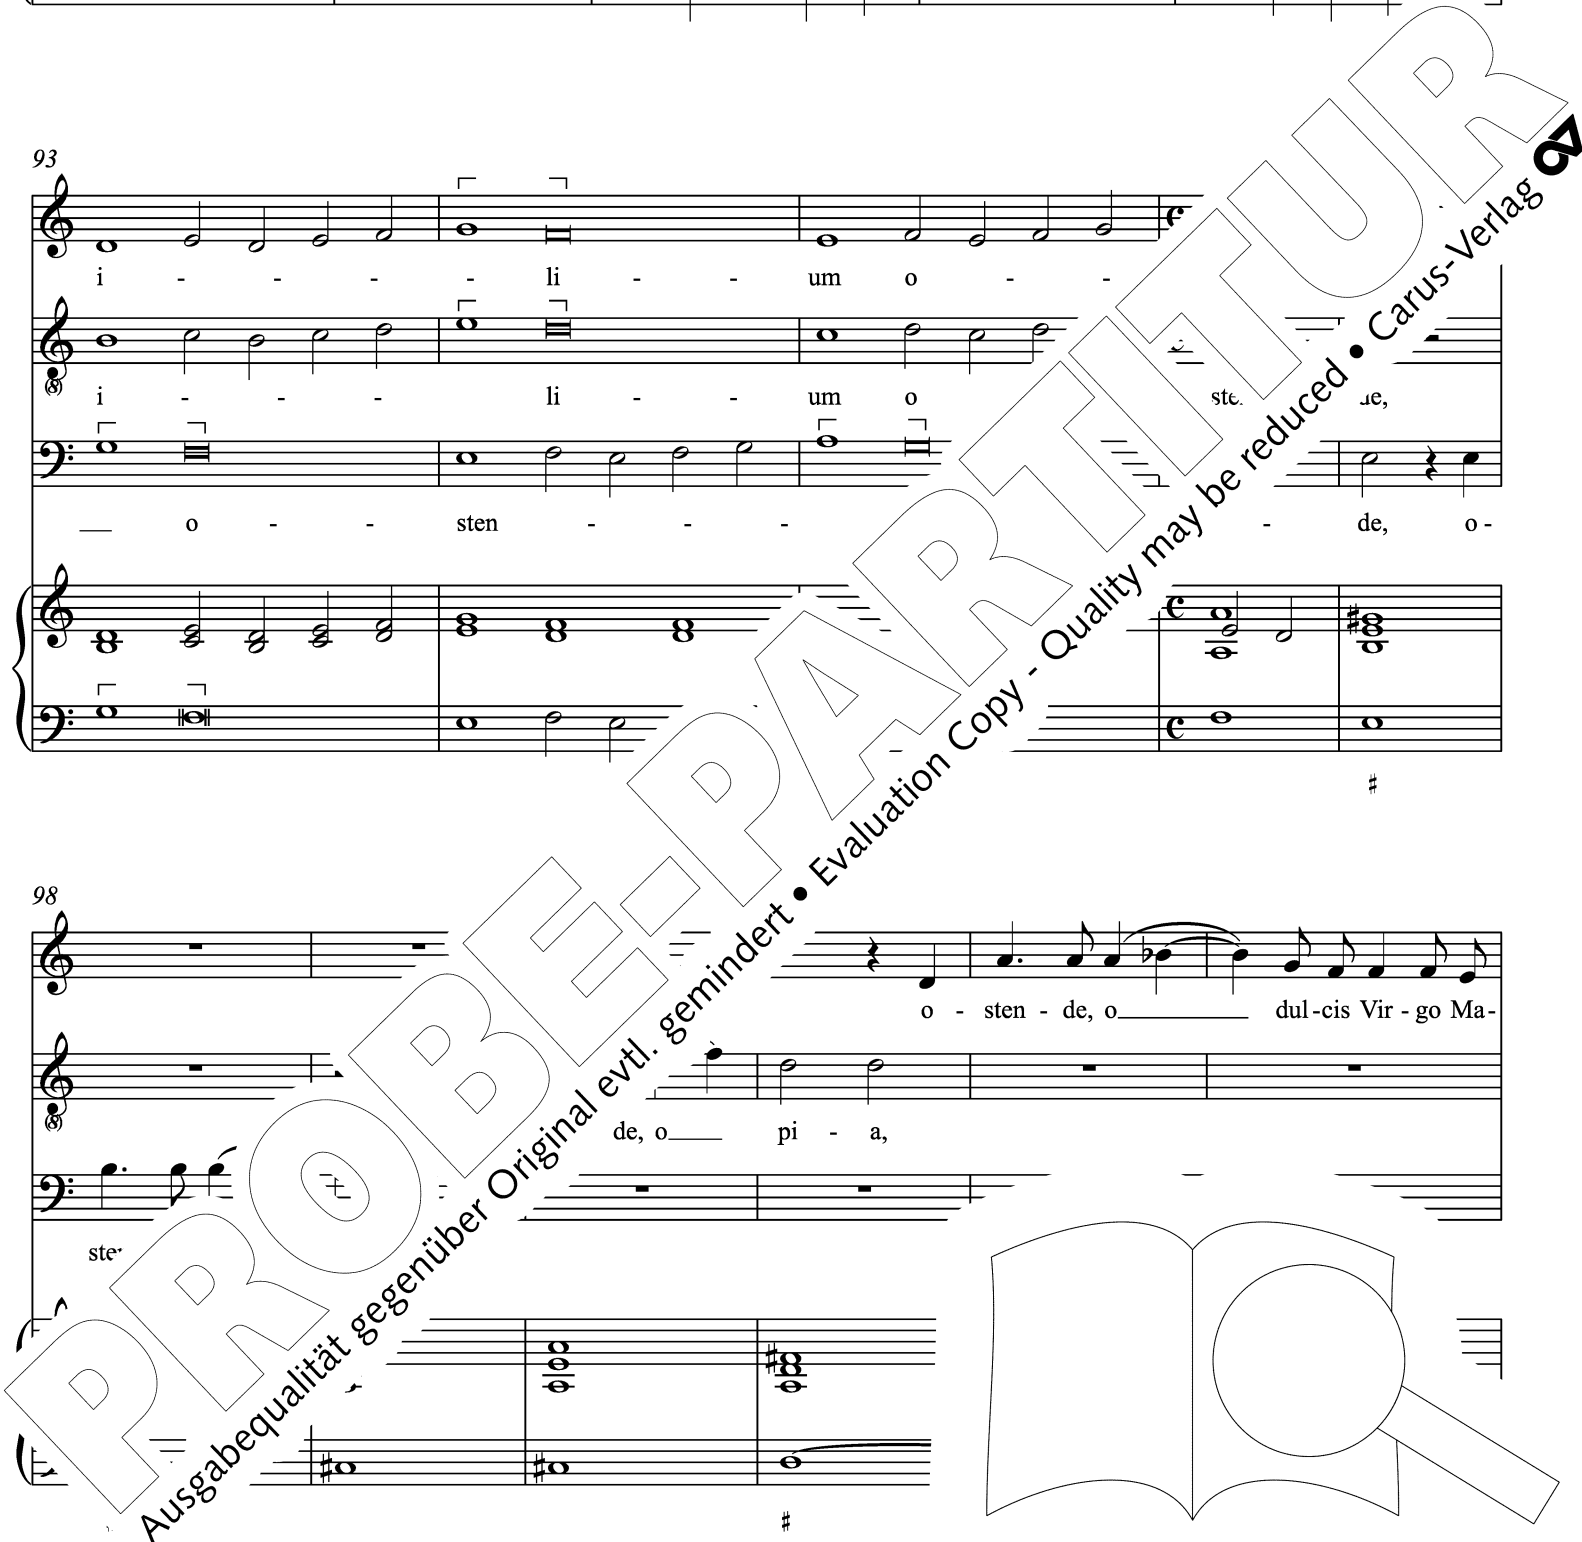 93
i - - - - li - - um o - -
i - - - li - - um o
o - - sten - - - - de, o -
98
o - sten - de, o dul - cis Vir - go Ma -
de, o pi - a,
PROBE-PARTITUR
Ausgabequalität gegenüber Original evtl. gemindert • Evaluation Copy - Quality may be reduced • Carus-Verlag